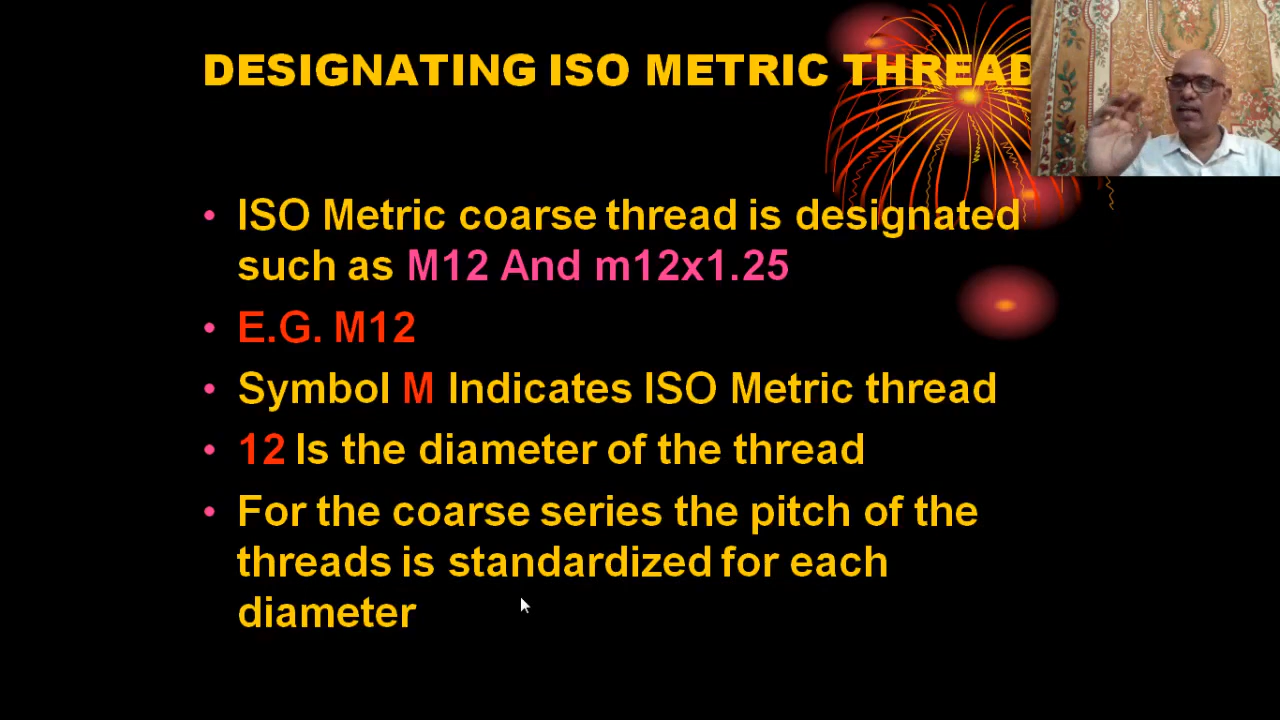 DESIGNATING ISO METRIC THREAD
• ISO Metric coarse thread is designated
such as M12 And m12x1.25
• E.G. M12
• Symbol M Indicates ISO Metric thread
• 12 Is the diameter of the thread
• For the coarse series the pitch of the
threads is standardized for each
diameter